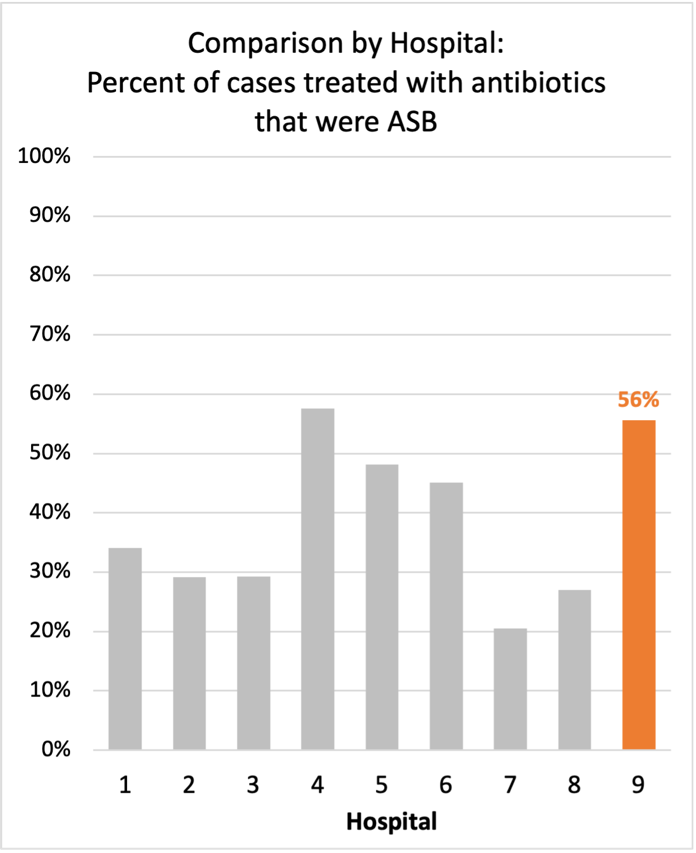 Comparison by Hospital:
Percent of cases treated with antibiotics
that were ASB
100%
90%
80%
70%
60%
56%
50%
40%
30%
20%
10%
0%
1 2 3 4 5 6 7 8 9
Hospital